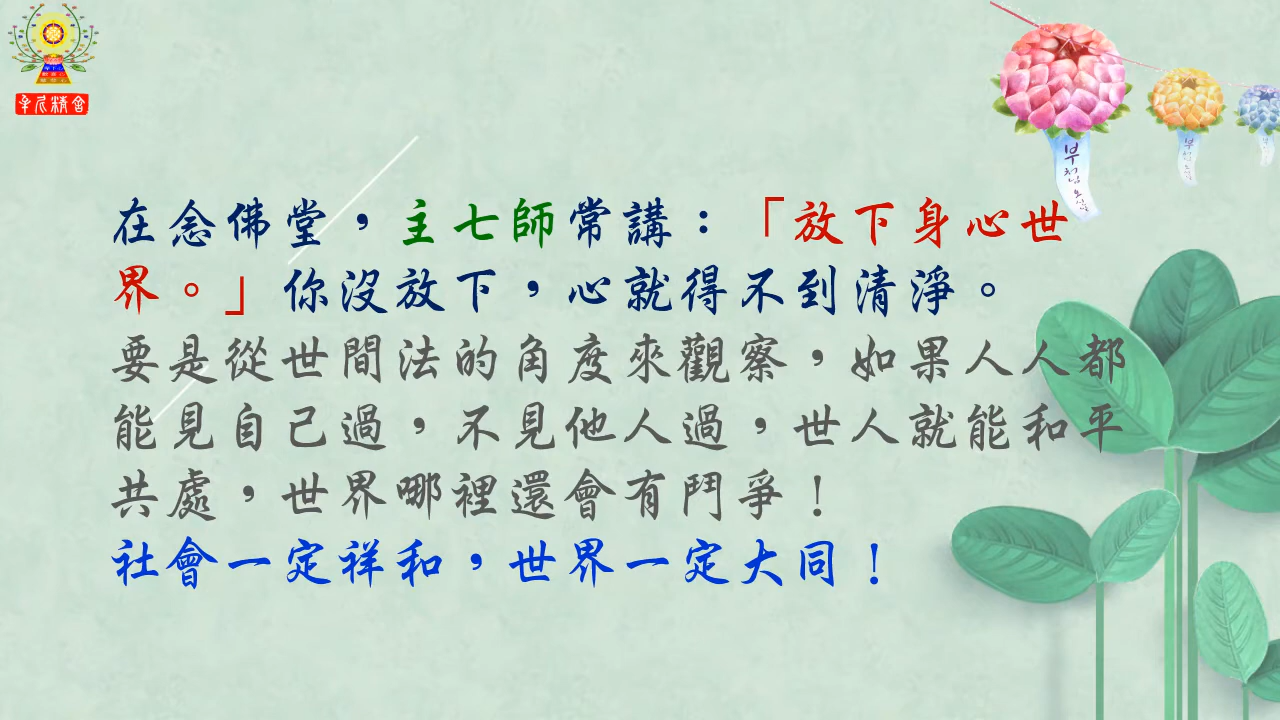 在念佛堂，主七師常講：「放下身心世
界。」你沒放下，心就得不到清淨。
要是從世間法的角度來觀察，如果人人都
能見自己過，不見他人過，世人就能和平
共處，世界哪裡還會有鬥爭！
社會一定祥和，世界一定大同！